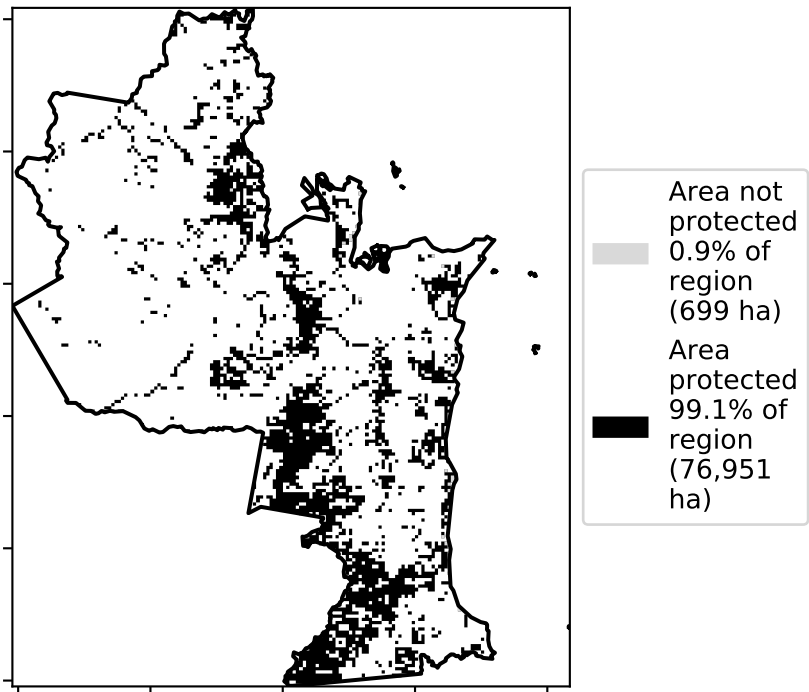 Area not
protected
0.9% of
region
(699 ha)
Area
protected
99.1% of
region
(76,951
ha)